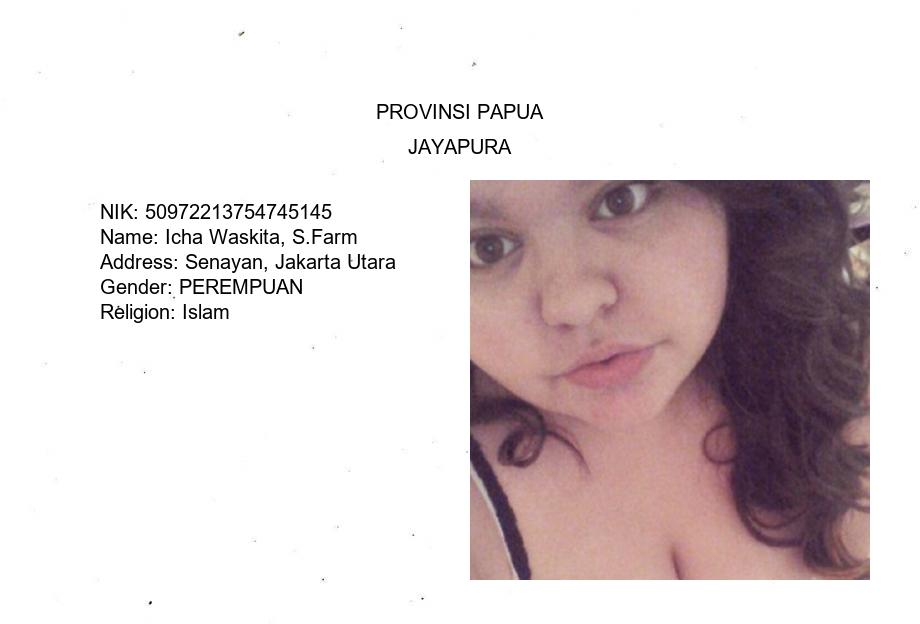 PROVINSI PAPUA
JAYAPURA
NIK: 50972213754745145
Name: Icha Waskita, S.Farm
Address: Senayan, Jakarta Utara
Gender: PEREMPUAN
Religion: Islam